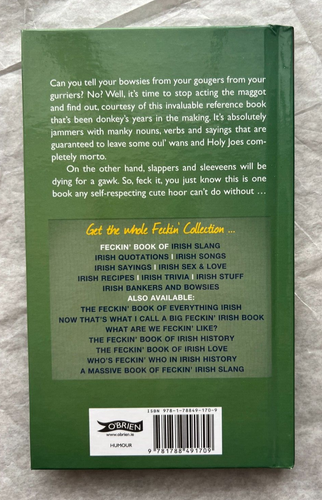 Can you tell your bowsies from your gougers from your
gurriers? No? Well, it's time to stop acting the maggot
and find out, courtesy of this invaluable reference book
that's been donkey's years in the making. It's absolutely
jammers with manky nouns, verbs and sayings that are
guaranteed to leave some oul' wans and Holy Joes com-
pletely morto.
On the other hand, slappers and sleeveens will be
dying for a gawk. So, feck it, you just know this is one
book any self-respecting cute hoor can't do without ...
Get the whole Feckin' Collection ...
FECKIN' BOOK OF IRISH SLANG
IRISH QUOTATIONS | IRISH SONGS
IRISH SAYINGS | IRISH SEX & LOVE
IRISH RECIPES | IRISH TRIVIA | IRISH STUFF
IRISH BANKERS AND BOWSIES
ALSO AVAILABLE:
THE FECKIN' BOOK OF EVERYTHING IRISH
NOW THAT'S WHAT I CALL A BIG FECKIN' IRISH BOOK
WHAT ARE WE FECKIN' LIKE?
THE FECKIN' BOOK OF IRISH HISTORY
THE FECKIN' BOOK OF IRISH LOVE
WHO'S FECKIN' WHO IN IRISH HISTORY
A MASSIVE BOOK OF FECKIN' IRISH SLANG
O'BRIEN
www.obrien.ie
HUMOUR
ISBN 978-1-78849-170-9
9 781788 491709